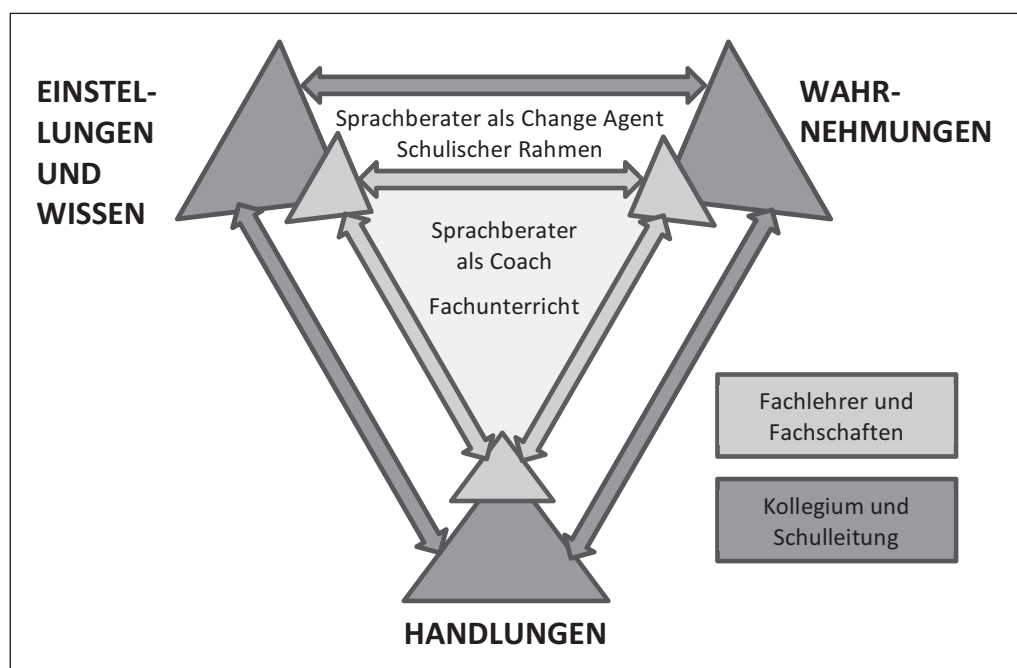 EINSTEL-
LUNGEN
UND
WISSEN
WAHR-
NEHMUNGEN
Sprachberater als Change Agent
Schulischer Rahmen
Sprachberater
als Coach
Fachunterricht
Fachlehrer und
Fachschaften
Kollegium und
Schulleitung
HANDLUNGEN